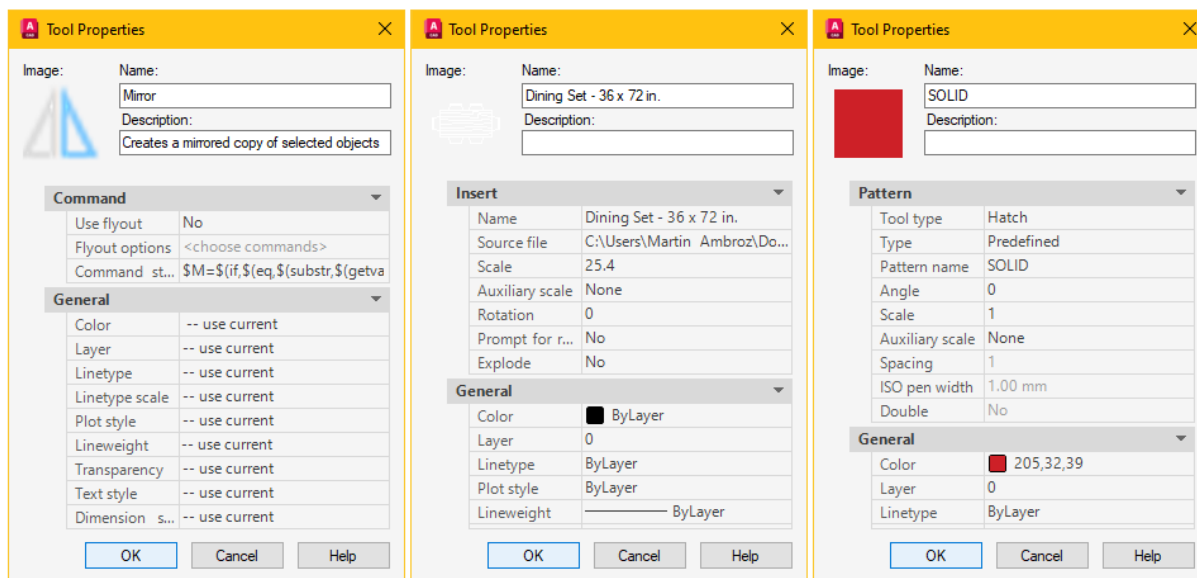 Tool Properties
Image:
Name:
Mirror
Description:
Creates a mirrored copy of selected objects
Command
Use flyout No
Flyout options <choose commands>
Command st... $M=$(if,$(eq,$(substr,$(getva
General
Color -- use current
Layer -- use current
Linetype -- use current
Linetype scale -- use current
Plot style -- use current
Lineweight -- use current
Transparency -- use current
Text style -- use current
Dimension s... -- use current
OK Cancel Help
Tool Properties
Image:
Name:
Dining Set - 36 x 72 in.
Description:
Insert
Name Dining Set - 36 x 72 in.
Source file C:\Users\Martin_Ambroz\Do...
Scale 25.4
Auxiliary scale None
Rotation 0
Prompt for r... No
Explode No
General
Color ByLayer
Layer 0
Linetype ByLayer
Plot style ByLayer
Lineweight ByLayer
OK Cancel Help
Tool Properties
Image:
Name:
SOLID
Description:
Pattern
Tool type Hatch
Type Predefined
Pattern name SOLID
Angle 0
Scale 1
Auxiliary scale None
Spacing 1
ISO pen width 1.00 mm
Double No
General
Color 205,32,39
Layer 0
Linetype ByLayer
OK Cancel Help